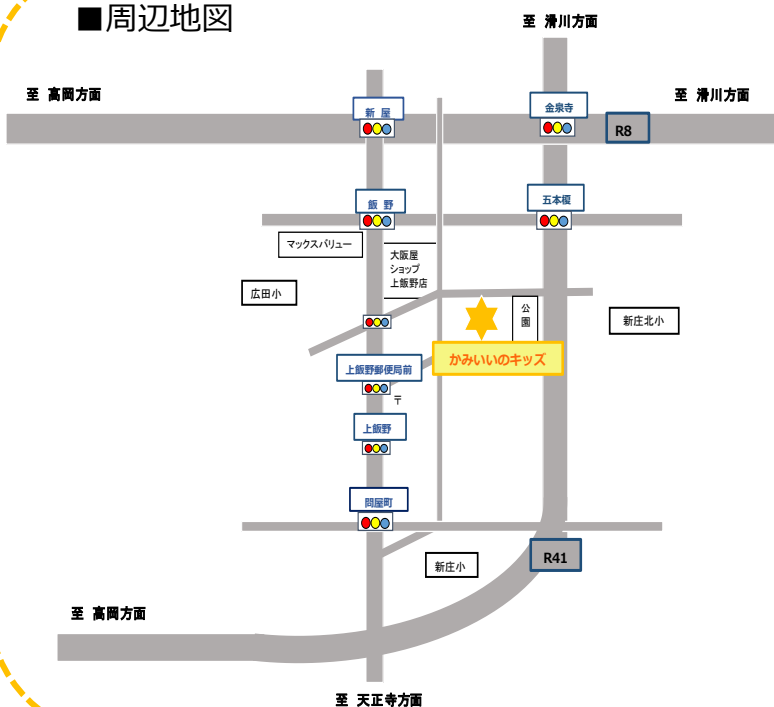 ■周辺地図
至 滑川方面
至 高岡方面
至 滑川方面
新 屋
金泉寺
R8
飯 野
五本榎
マックスバリュー
大阪屋
ショップ
上飯野店
広田小
公
園
新庄北小
かみいいのキッズ
上飯野郵便局前
〒
上飯野
問屋町
新庄小
R41
至 高岡方面
至 天正寺方面